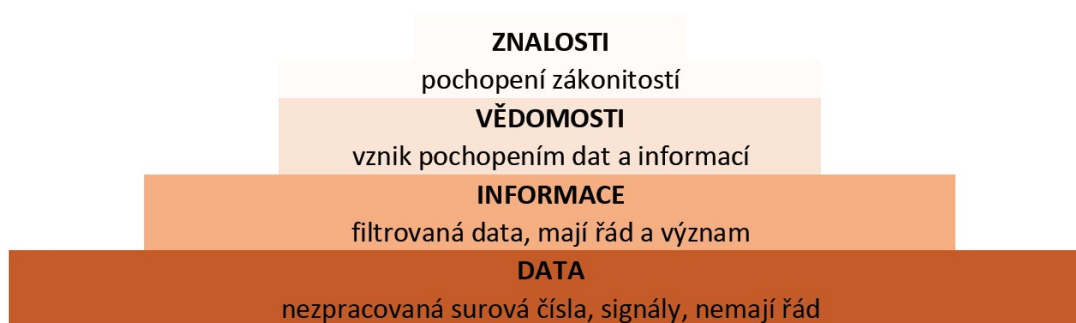 ZNALOSTI
pochopení zákonitostí
VĚDOMOSTI
vznik pochopením dat a informací
INFORMACE
filtrovaná data, mají řád a význam
DATA
nezpracovaná surová čísla, signály, nemají řád